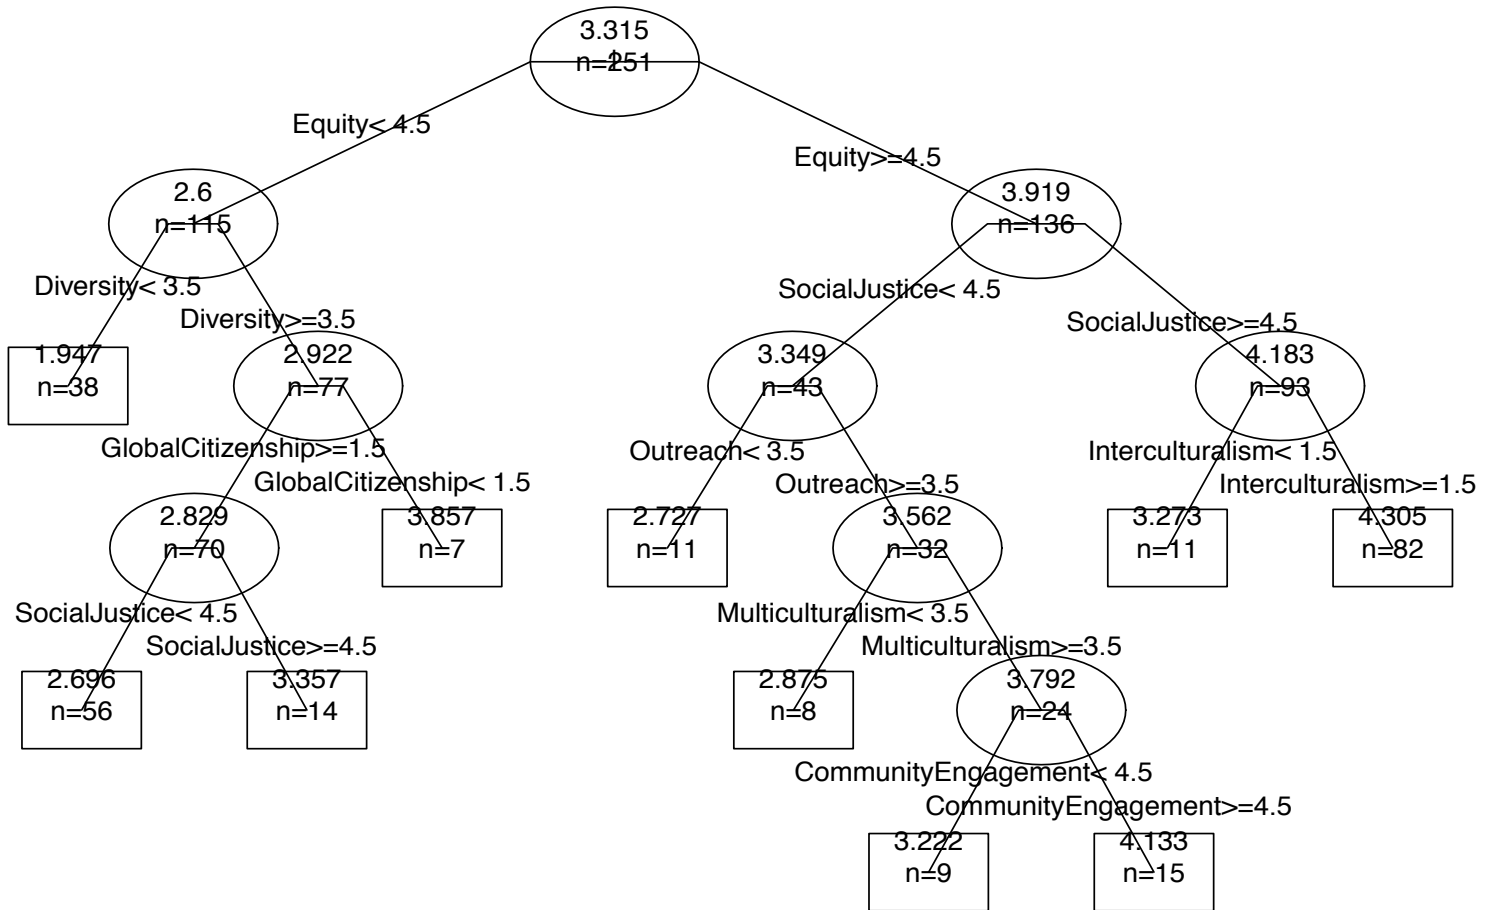 3.315
n=251
Equity< 4.5
Equity>=4.5
2.6
n=115
3.919
n=136
Diversity< 3.5
Diversity>=3.5
SocialJustice< 4.5
SocialJustice>=4.5
1.947
n=38
2.922
n=77
3.349
n=43
4.183
n=93
GlobalCitizenship>=1.5
GlobalCitizenship< 1.5
Outreach< 3.5
Outreach>=3.5
Interculturalism< 1.5
Interculturalism>=1.5
2.829
n=70
3.857
n=7
2.727
n=11
3.562
n=32
3.273
n=11
4.305
n=82
SocialJustice< 4.5
SocialJustice>=4.5
Multiculturalism< 3.5
Multiculturalism>=3.5
2.696
n=56
3.357
n=14
2.875
n=8
3.792
n=24
CommunityEngagement< 4.5
CommunityEngagement>=4.5
3.222
n=9
4.133
n=15